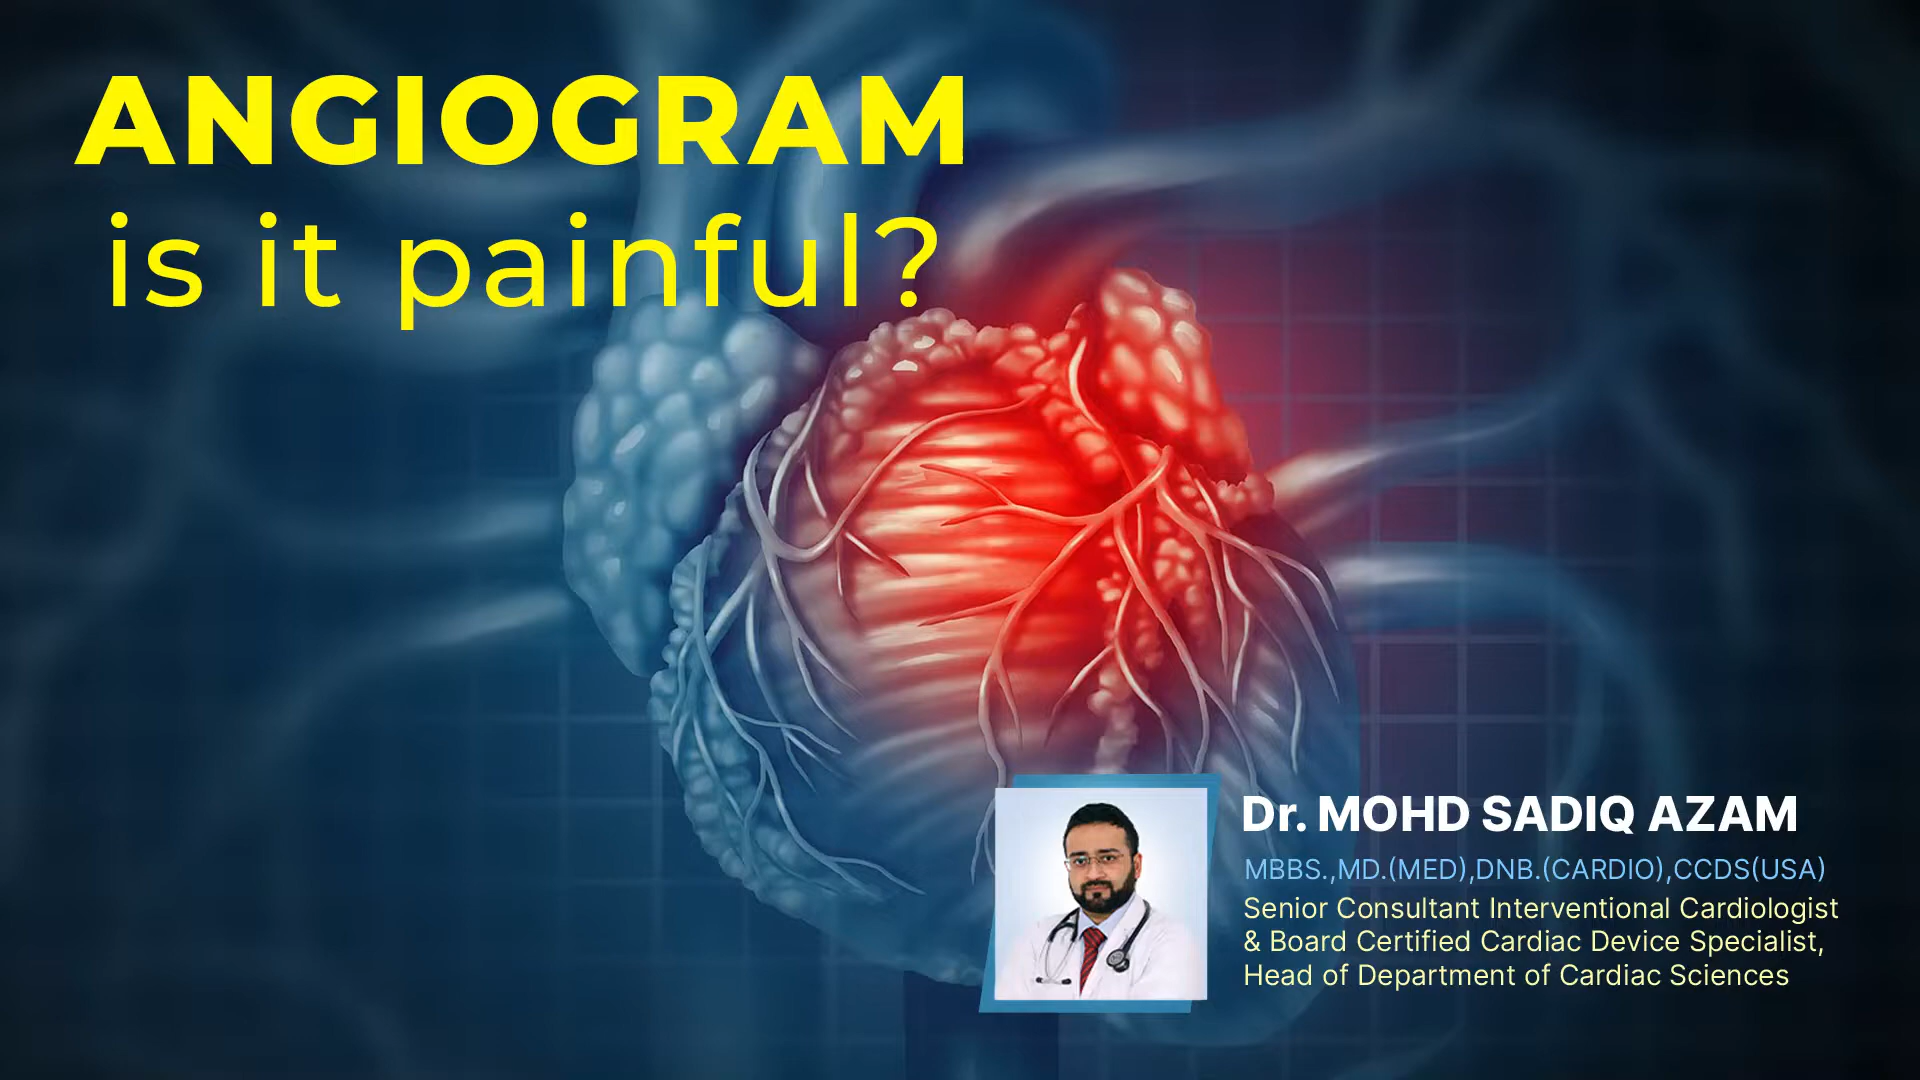 ANGIOGRAM
is it painful?
Dr. MOHD SADIQ AZAM
MBBS.,MD.(MED),DNB.(CARDIO),CCDS(USA)
Senior Consultant Interventional Cardiologist
& Board Certified Cardiac Device Specialist,
Head of Department of Cardiac Sciences